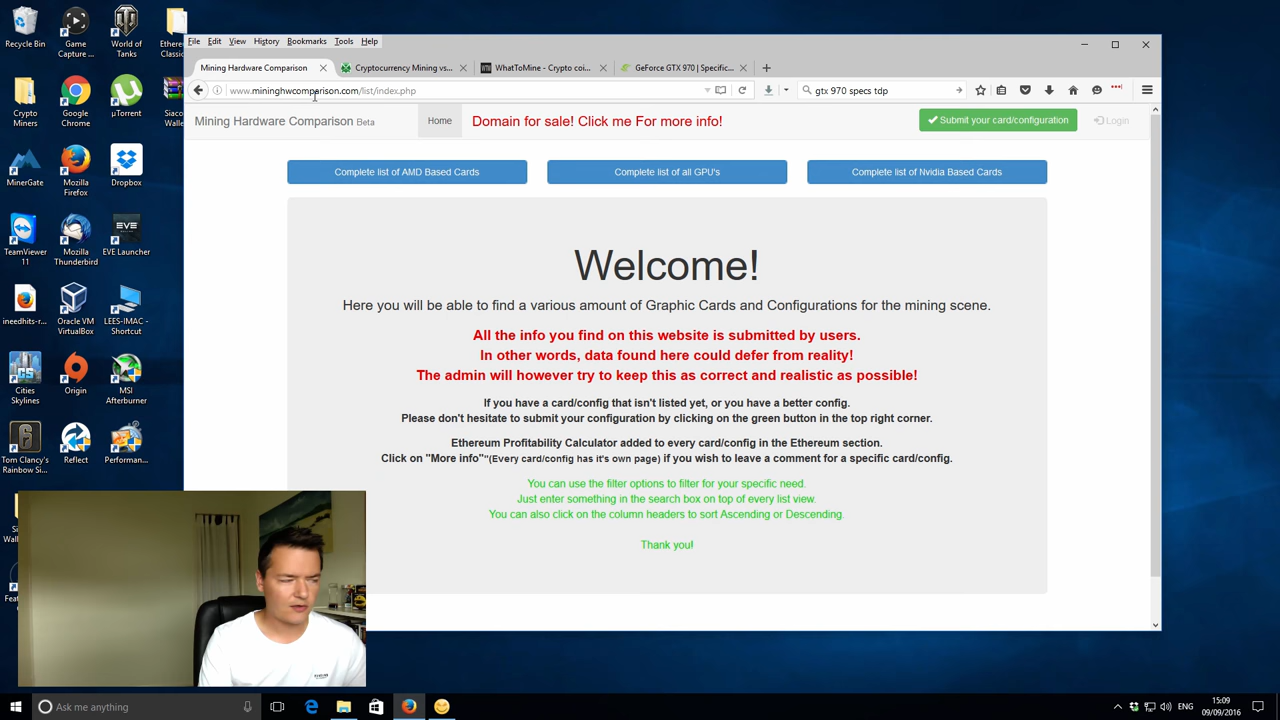 Recycle Bin
Game Capture ...
World of Tanks
Ethere Classic
Crypto Miners
Google Chrome
µTorrent
Siacoi Walle
MinerGate
Mozilla Firefox
Dropbox
TeamViewer 11
Mozilla Thunderbird
EVE
EVE Launcher
ineedhits-r...
Oracle VM VirtualBox
LEES-IMAC - Shortcut
Cities Skylines
Origin
MSI Afterburner
Tom Clancy's Rainbow Si...
Reflect
Performan...
File Edit View History Bookmarks Tools Help
Mining Hardware Comparison
Cryptocurrency Mining vs...
WhatToMine - Crypto coi...
GeForce GTX 970 | Specific...
www.mininghwcomparison.com/list/index.php
gtx 970 specs tdp
Mining Hardware Comparison Beta
Home
Domain for sale! Click me For more info!
Submit your card/configuration
Login
Complete list of AMD Based Cards
Complete list of all GPU's
Complete list of Nvidia Based Cards
Welcome!
Here you will be able to find a various amount of Graphic Cards and Configurations for the mining scene.
All the info you find on this website is submitted by users.
In other words, data found here could defer from reality!
The admin will however try to keep this as correct and realistic as possible!
If you have a card/config that isn't listed yet, or you have a better config.
Please don't hesitate to submit your configuration by clicking on the green button in the top right corner.
Ethereum Profitability Calculator added to every card/config in the Ethereum section.
Click on "More info""(Every card/config has it's own page) if you wish to leave a comment for a specific card/config.
You can use the filter options to filter for your specific need.
Just enter something in the search box on top of every list view.
You can also click on the column headers to sort Ascending or Descending.
Thank you!
Ask me anything
ENG
15:09
09/09/2016